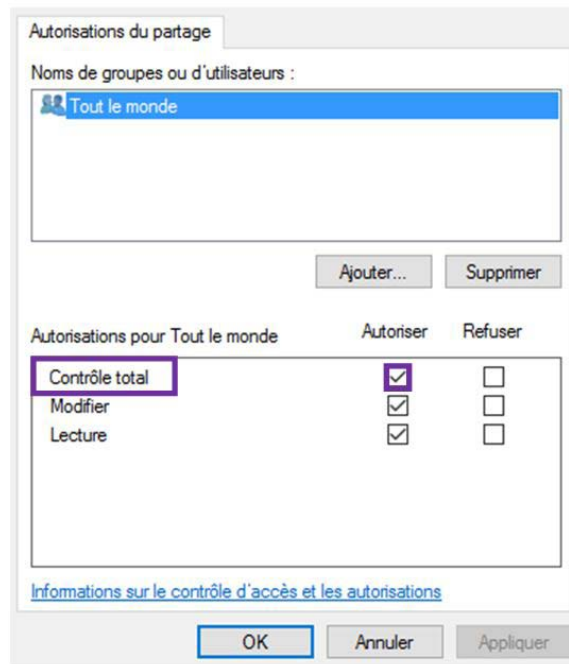 Autorisations du partage
Noms de groupes ou d'utilisateurs :
Tout le monde
Ajouter... Supprimer
Autorisations pour Tout le monde Autoriser Refuser
Contrôle total
Modifier
Lecture
Informations sur le contrôle d'accès et les autorisations
OK Annuler Appliquer